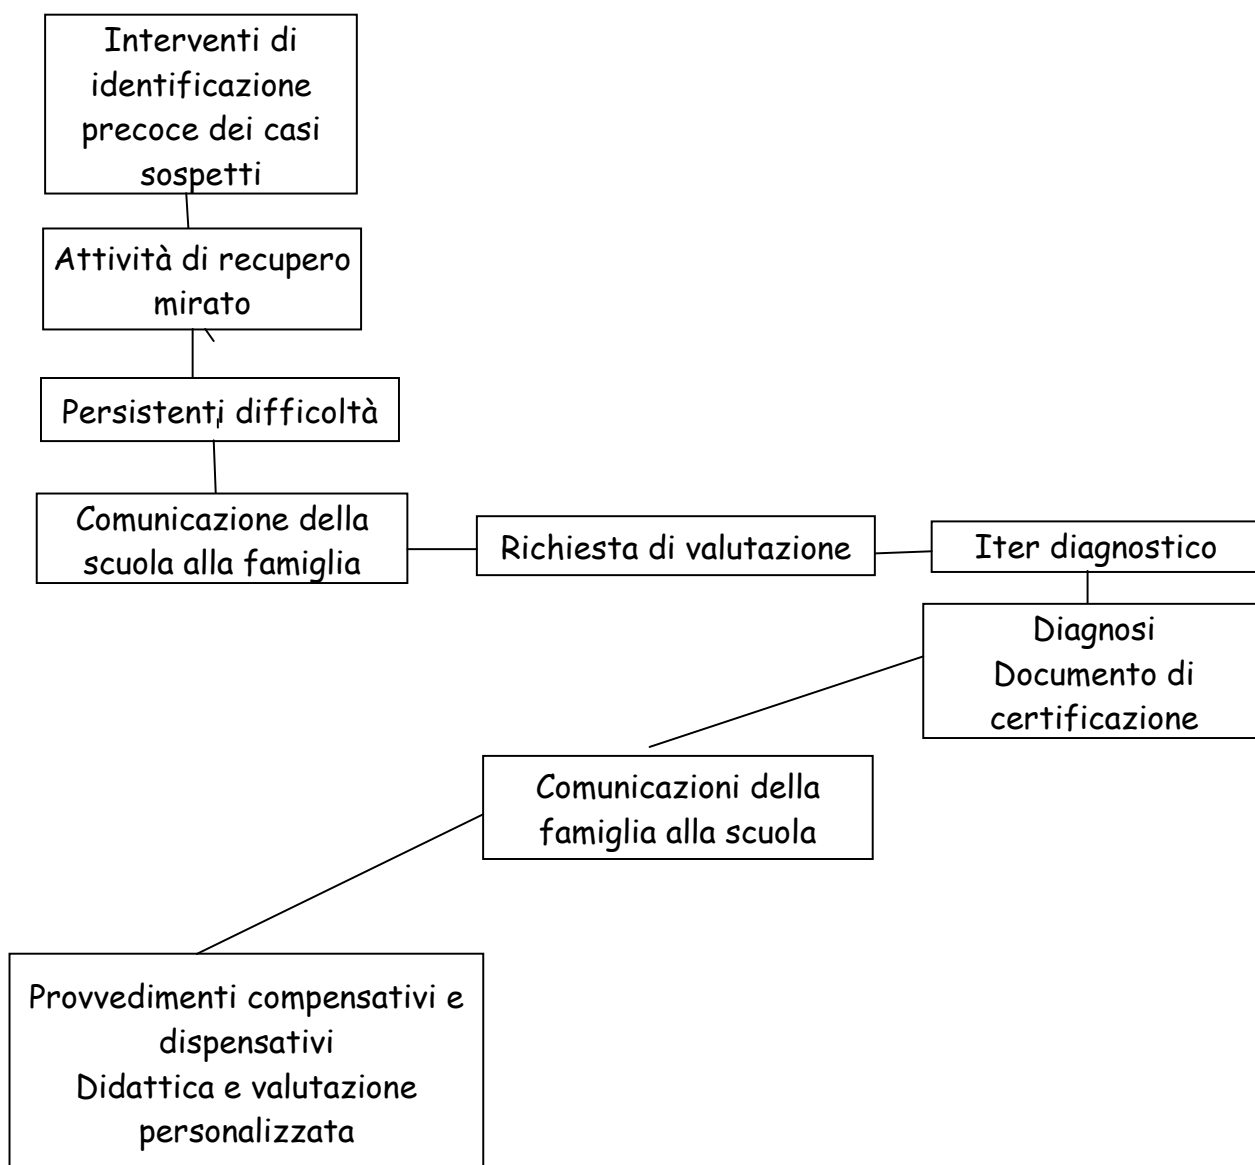 Interventi di
identificazione
precoce dei casi
sospetti
Attività di recupero
mirato
Persistenti difficoltà
Comunicazione della
scuola alla famiglia
Richiesta di valutazione
Iter diagnostico
Diagnosi
Documento di
certificazione
Comunicazioni della
famiglia alla scuola
Provvedimenti compensativi e
dispensativi
Didattica e valutazione
personalizzata